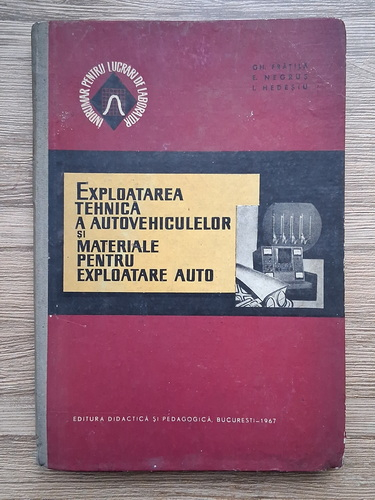 ÎNDRUMAR PENTRU LUCRĂRI DE LABORATOR
GH. FRĂȚILĂ
E. NEGRUȘ
I. HEDEȘIU
EXPLOATAREA
TEHNICĂ
A AUTOVEHICULELOR
ȘI
MATERIALE
PENTRU
EXPLOATARE AUTO
EDITURA DIDACTICĂ ȘI PEDAGOGICĂ, BUCUREȘTI—1967